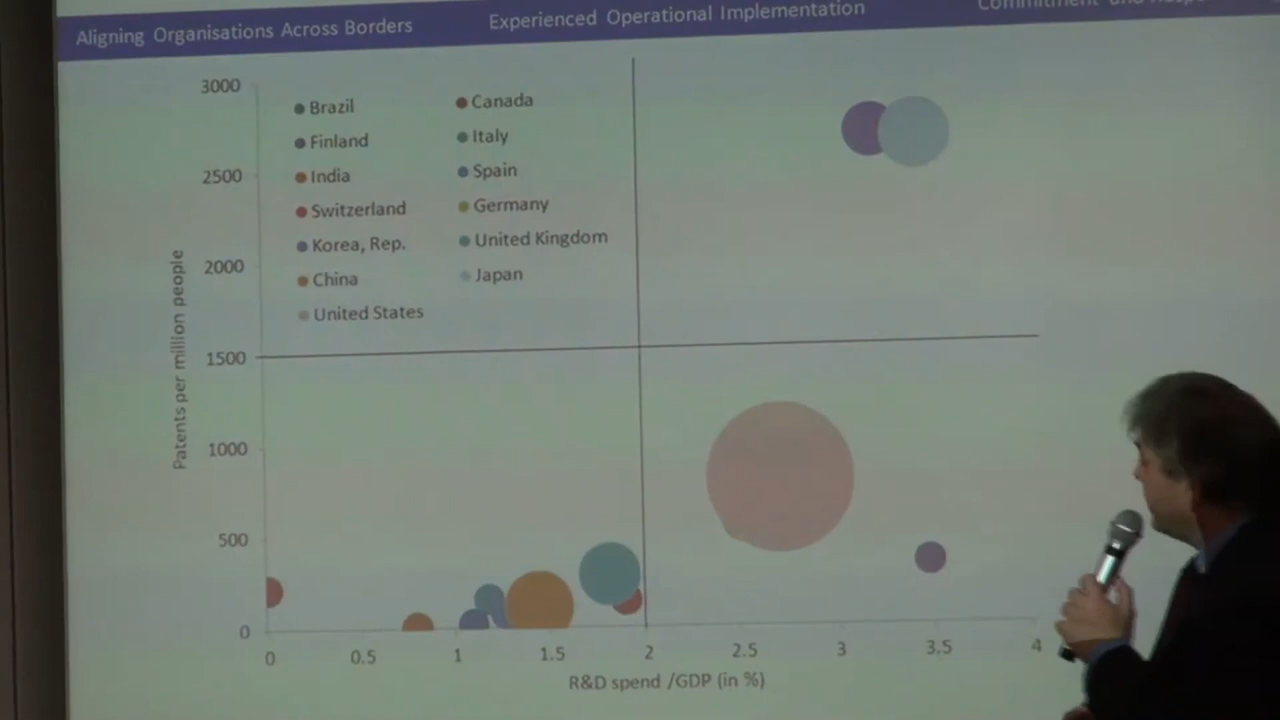 Aligning Organisations Across Borders
Experienced Operational Implementation
Commitment and
3000
2500
2000
1500
1000
500
0
Patents per million people
Brazil
Canada
Finland
Italy
India
Spain
Switzerland
Germany
Korea, Rep.
United Kingdom
China
Japan
United States
0
0.5
1
1.5
2
2.5
3
3.5
4
R&D spend /GDP (in %)